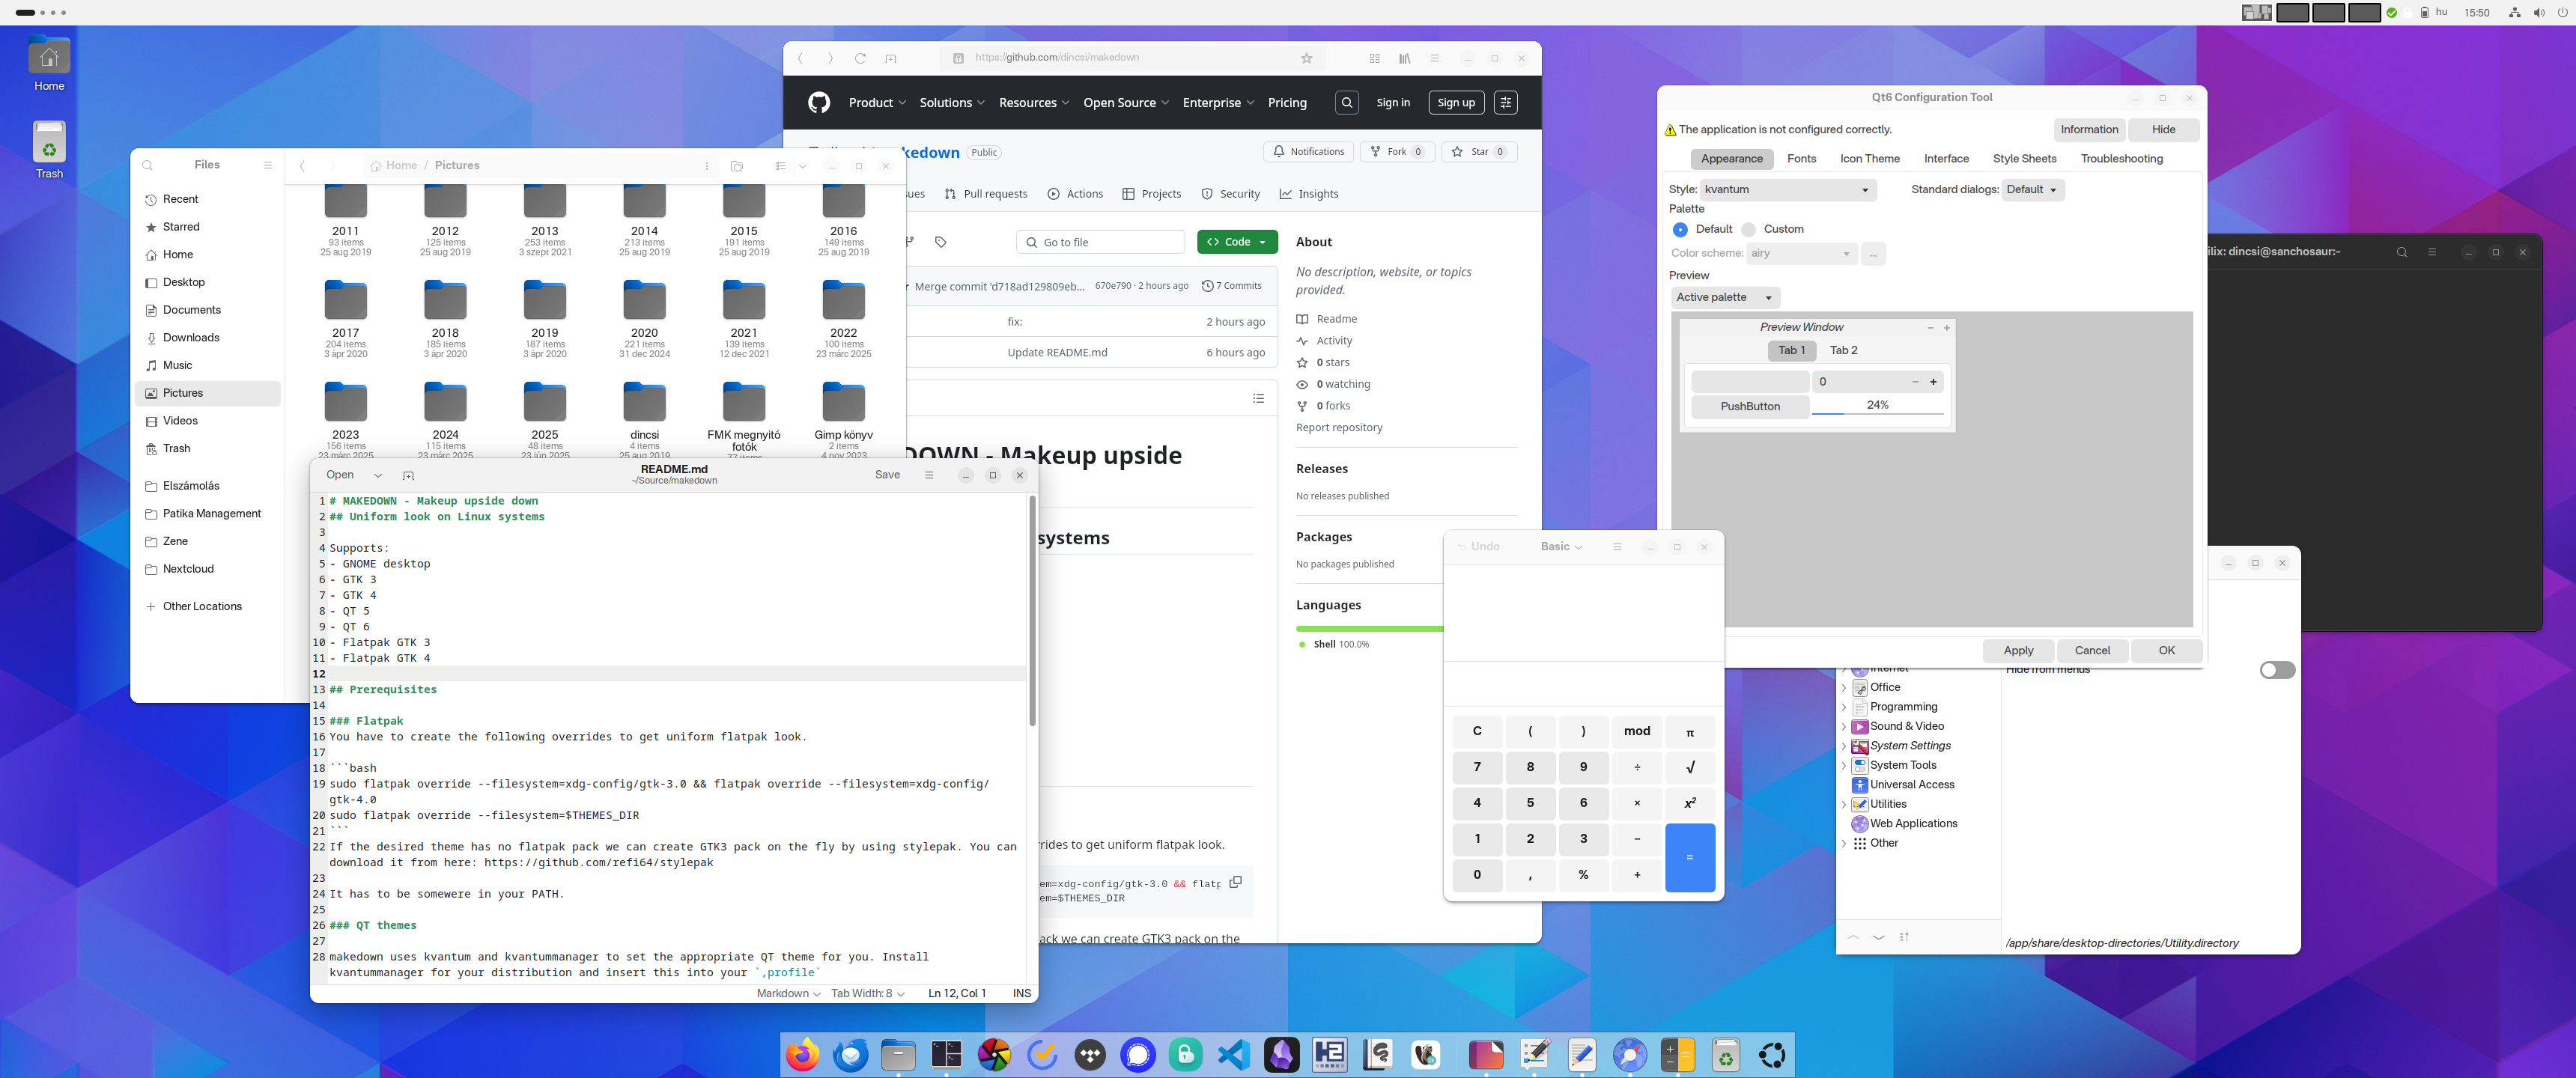 hu
15:50
Home
Trash
Files
Home / Pictures
Recent
Starred
Home
Desktop
Documents
Downloads
Music
Pictures
Videos
Trash
Elszámolás
Patika Management
Zene
Nextcloud
Other Locations
2011
93 items
25 aug 2019
2012
125 items
25 aug 2019
2013
253 items
3 szept 2021
2014
213 items
25 aug 2019
2015
191 items
25 aug 2019
2016
149 items
25 aug 2019
2017
204 items
3 ápr 2020
2018
185 items
3 ápr 2020
2019
187 items
3 ápr 2020
2020
221 items
31 dec 2024
2021
139 items
12 dec 2021
2022
100 items
23 márc 2025
2023
156 items
23 márc 2025
2024
115 items
23 márc 2025
2025
48 items
23 jún 2025
dincsi
4 items
25 aug 2019
FMK megnyitó
fotók
77 items
Gimp könyv
2 items
4 nov 2023
Open
README.md
~/Source/makedown
Save
1 # MAKEDOWN - Makeup upside down
2 ## Uniform look on Linux systems
3
4 Supports:
5 - GNOME desktop
6 - GTK 3
7 - GTK 4
8 - QT 5
9 - QT 6
10 - Flatpak GTK 3
11 - Flatpak GTK 4
12
13 ## Prerequisites
14
15 ### Flatpak
16 You have to create the following overrides to get uniform flatpak look.
17
18 ```bash
19 sudo flatpak override --filesystem=xdg-config/gtk-3.0 && flatpak override --filesystem=xdg-config/
gtk-4.0
20 sudo flatpak override --filesystem=$THEMES_DIR
21 ```
22 If the desired theme has no flatpak pack we can create GTK3 pack on the fly by using stylepak. You can
download it from here: https://github.com/refi64/stylepak
23
24 It has to be somewere in your PATH.
25
26 ### QT themes
27
28 makedown uses kvantum and kvantummanager to set the appropriate QT theme for you. Install
kvantummanager for your distribution and insert this into your `,profile`
Markdown
Tab Width: 8
Ln 12, Col 1
INS
https://github.com/dincsi/makedown
Product
Solutions
Resources
Open Source
Enterprise
Pricing
Sign in
Sign up
kedown
Public
Notifications
Fork 0
Star 0
ues
Pull requests
Actions
Projects
Security
Insights
Go to file
Code
Merge commit 'd718ad129809eb...
670e790 · 2 hours ago
7 Commits
fix:
2 hours ago
Update README.md
6 hours ago
OWN - Makeup upside
systems
rides to get uniform flatpak look.
em=xdg-config/gtk-3.0 && flatp
em=$THEMES_DIR
ack we can create GTK3 pack on the
About
No description, website, or topics
provided.
Readme
Activity
0 stars
0 watching
0 forks
Report repository
Releases
No releases published
Packages
No packages published
Languages
Shell 100.0%
Undo
Basic
C ( ) mod π
7 8 9 ÷ √
4 5 6 × x²
1 2 3 − =
0 , % +
Qt6 Configuration Tool
The application is not configured correctly.
Information
Hide
Appearance
Fonts
Icon Theme
Interface
Style Sheets
Troubleshooting
Style: kvantum
Standard dialogs: Default
Palette
Default
Custom
Color scheme: airy
...
Preview
Active palette
Preview Window
Tab 1
Tab 2
0
PushButton
24%
Apply
Cancel
OK
ilix: dincsi@sanchosaur:~
Internet
Office
Programming
Sound & Video
System Settings
System Tools
Universal Access
Utilities
Web Applications
Other
Hide from menus
/app/share/desktop-directories/Utility.directory